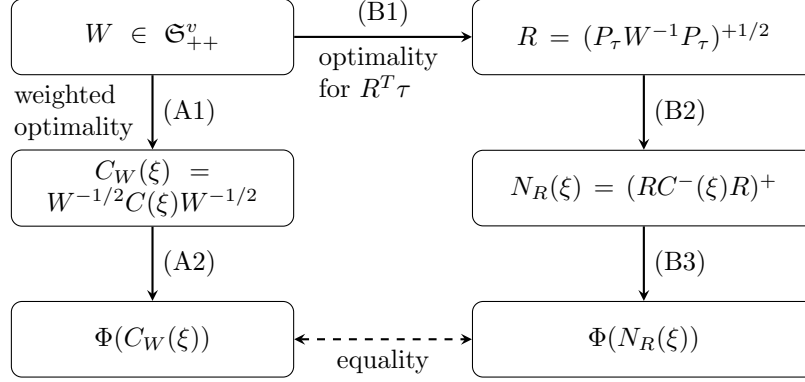 (B1)
W ∈ 𝔖^v_{++}
R = (P_τ W^{-1} P_τ)^{+1/2}
optimality
for R^T τ
weighted
optimality
(A1)
(B2)
C_W(ξ) =
W^{-1/2}C(ξ)W^{-1/2}
N_R(ξ) = (RC^-(ξ)R)^+
(A2)
(B3)
Φ(C_W(ξ))
Φ(N_R(ξ))
equality